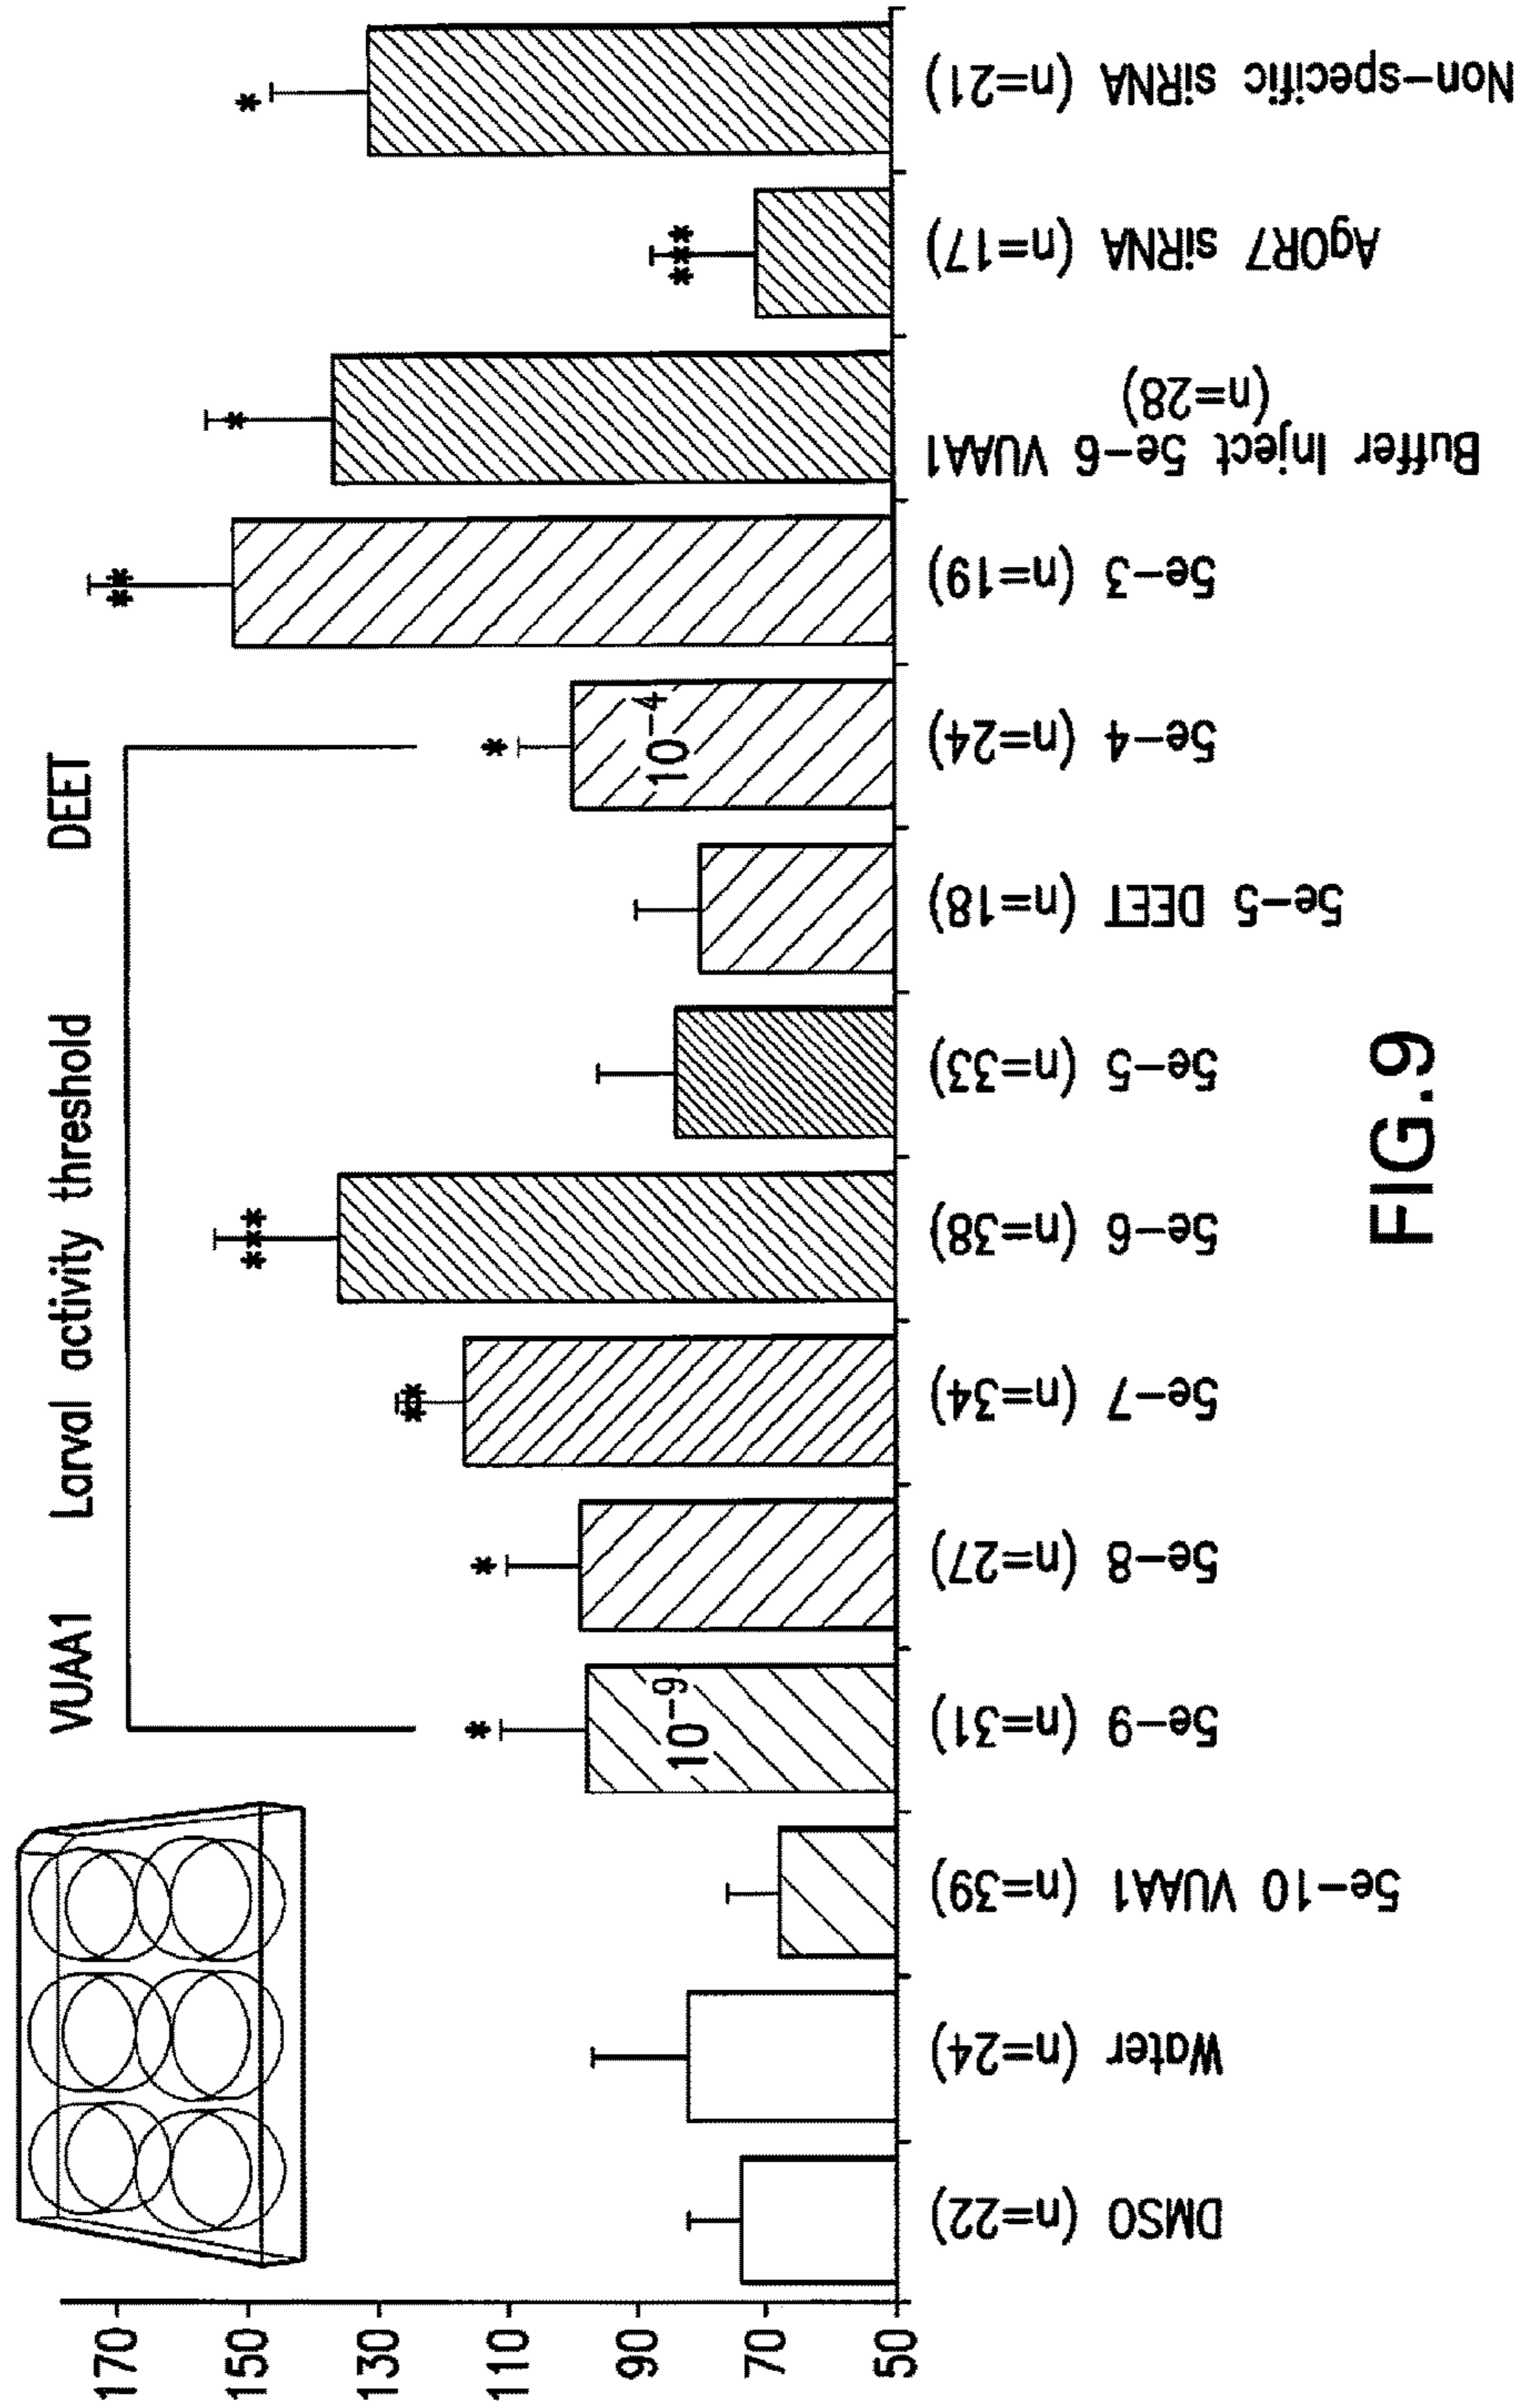 VUAA1 Larval activity threshold DEET
170
150
130
110
90
70
50
*
*
**
***
*
**
*
***
*
10-9
10-4
DMSO (n=22)
Water (n=24)
5e-10 VUAA1 (n=39)
5e-9 (n=31)
5e-8 (n=27)
5e-7 (n=34)
5e-6 (n=38)
5e-5 (n=33)
5e-5 DEET (n=18)
5e-4 (n=24)
5e-3 (n=19)
Buffer Inject 5e-6 VUAA1
(n=28)
AgOR7 siRNA (n=17)
Non-specific siRNA (n=21)
FIG.9